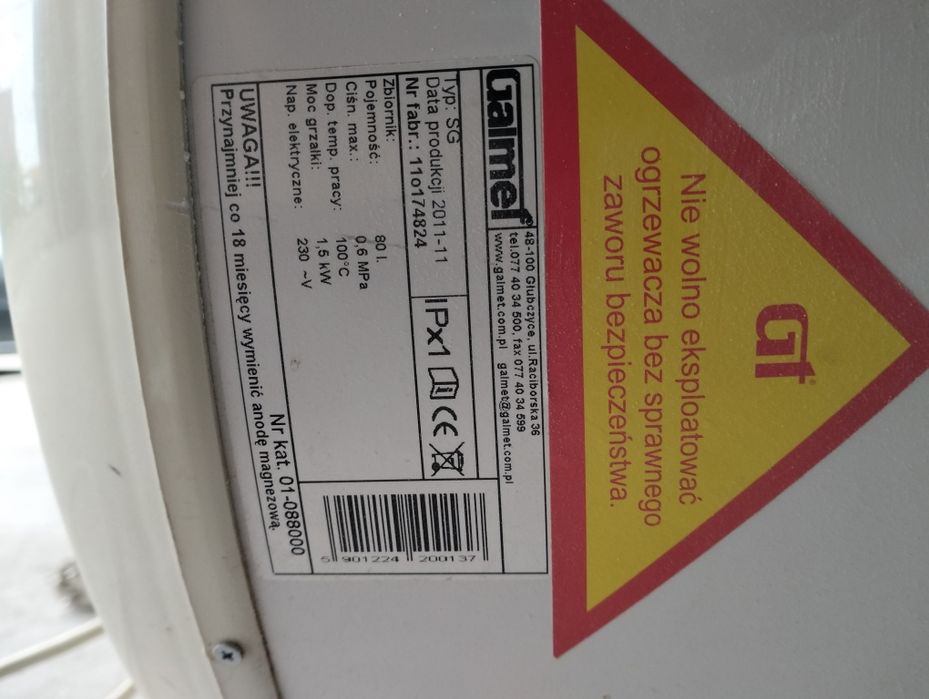 Galmet®
48-100 Głubczyce, ul.Raciborska 36
tel.077 40 34 500, fax 077 40 34 599
www.galmet.com.pl galmet@galmet.com.pl
Typ: SG
Data produkcji 2011-11
Nr fabr.: 11o174824
IPx1 CE
Zbiornik:
Pojemność: 80 l.
Ciśn. max.: 0,6 MPa
Dop. temp. pracy: 100°C
Moc grzałki: 1,5 kW
Nap. elektryczne: 230 ~V
5 901224 200137
Nr kat. 01-088000
UWAGA!!!
Przynajmniej co 18 miesięcy wymienić anodę magnezową.
GT®
Nie wolno eksploatować
ogrzewacza bez sprawnego
zaworu bezpieczeństwa.